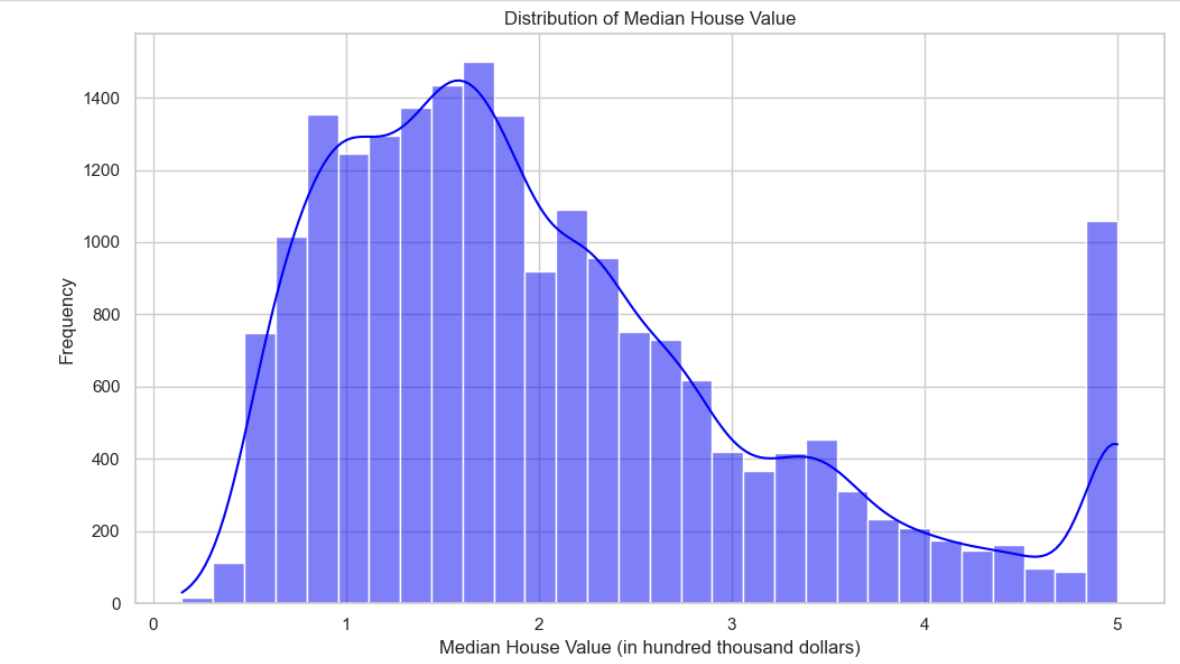 Distribution of Median House Value
1400
1200
1000
800
600
400
200
0
Frequency
0 1 2 3 4 5
Median House Value (in hundred thousand dollars)